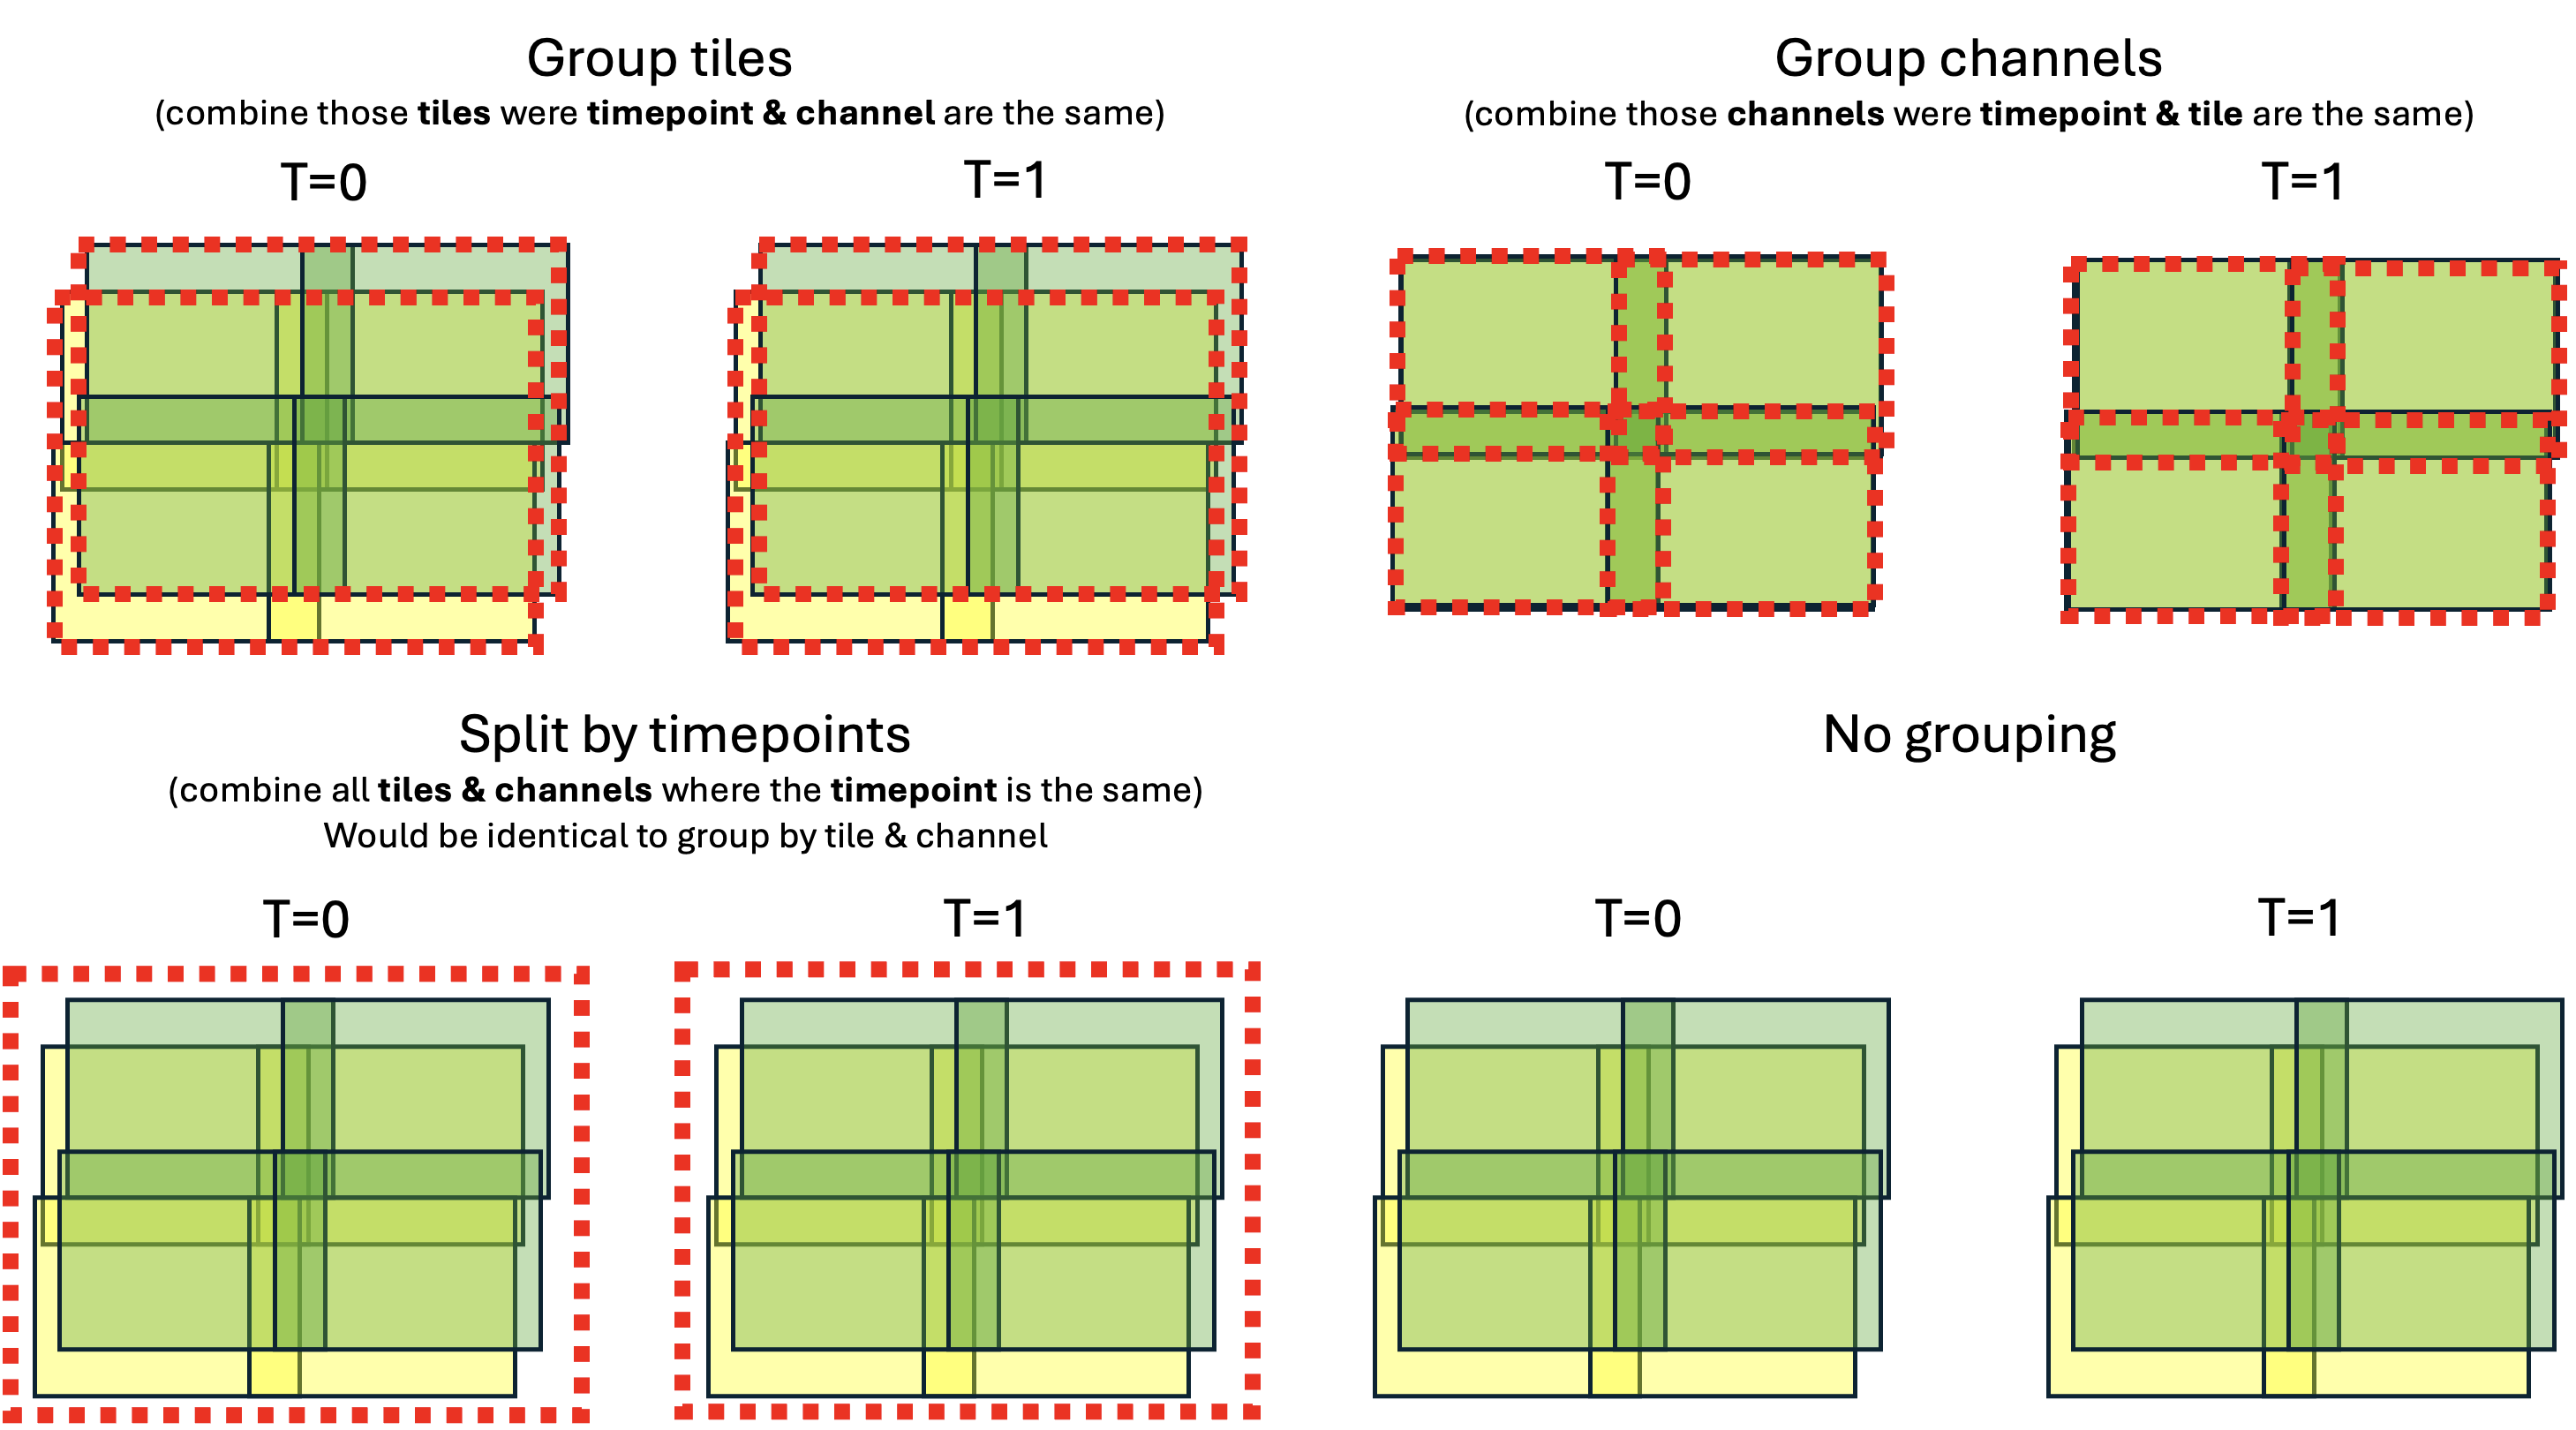 Group tiles
(combine those tiles were timepoint & channel are the same)
T=0
T=1
Group channels
(combine those channels were timepoint & tile are the same)
T=0
T=1
Split by timepoints
(combine all tiles & channels where the timepoint is the same)
Would be identical to group by tile & channel
T=0
T=1
No grouping
T=0
T=1